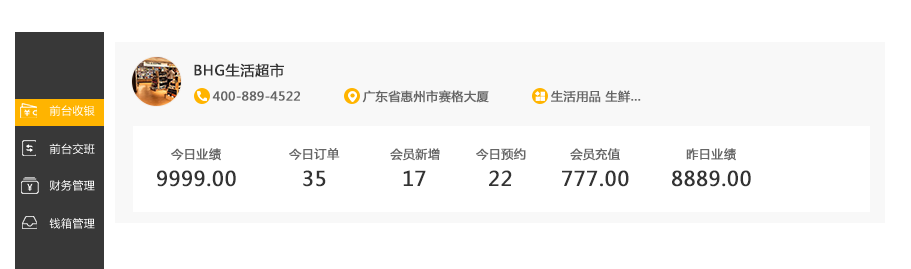 前台收银
前台交班
财务管理
钱箱管理
BHG生活超市
400-889-4522 广东省惠州市赛格大厦 生活用品 生鲜...
今日业绩 今日订单 会员新增 今日预约 会员充值 昨日业绩
9999.00 35 17 22 777.00 8889.00